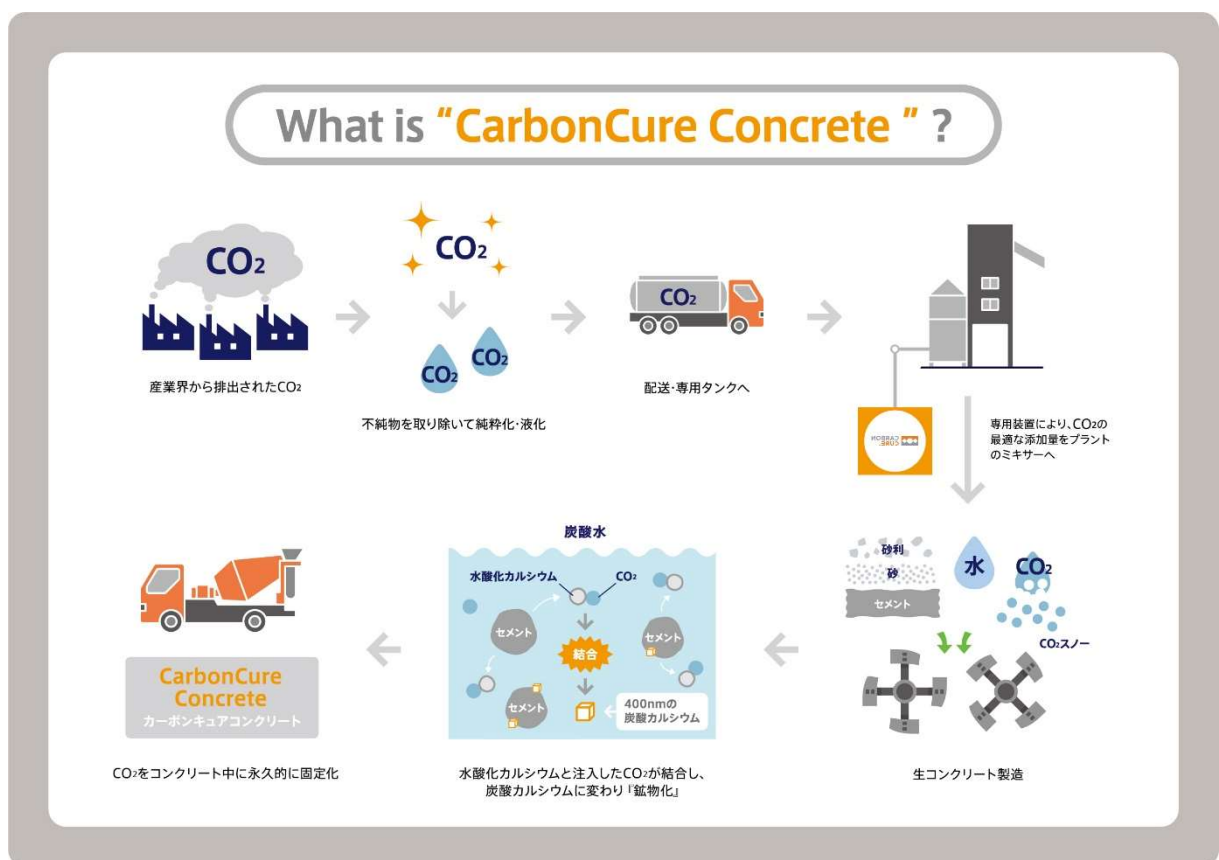 What is “CarbonCure Concrete ” ?
CO₂
産業界から排出されたCO₂
CO₂
CO₂
CO₂
不純物を取り除いて純粋化・液化
CO₂
配送・専用タンクへ
CARBON
CURE
専用装置により、CO₂の
最適な添加量をプラント
のミキサーへ
砂利
砂
セメント
水
CO₂
CO₂スノー
生コンクリート製造
炭酸水
水酸化カルシウム
CO₂
セメント
セメント
結合
セメント
400nmの
炭酸カルシウム
水酸化カルシウムと注入したCO₂が結合し、
炭酸カルシウムに変わり『鉱物化』
CarbonCure
Concrete
カーボンキュアコンクリート
CO₂をコンクリート中に永久的に固定化